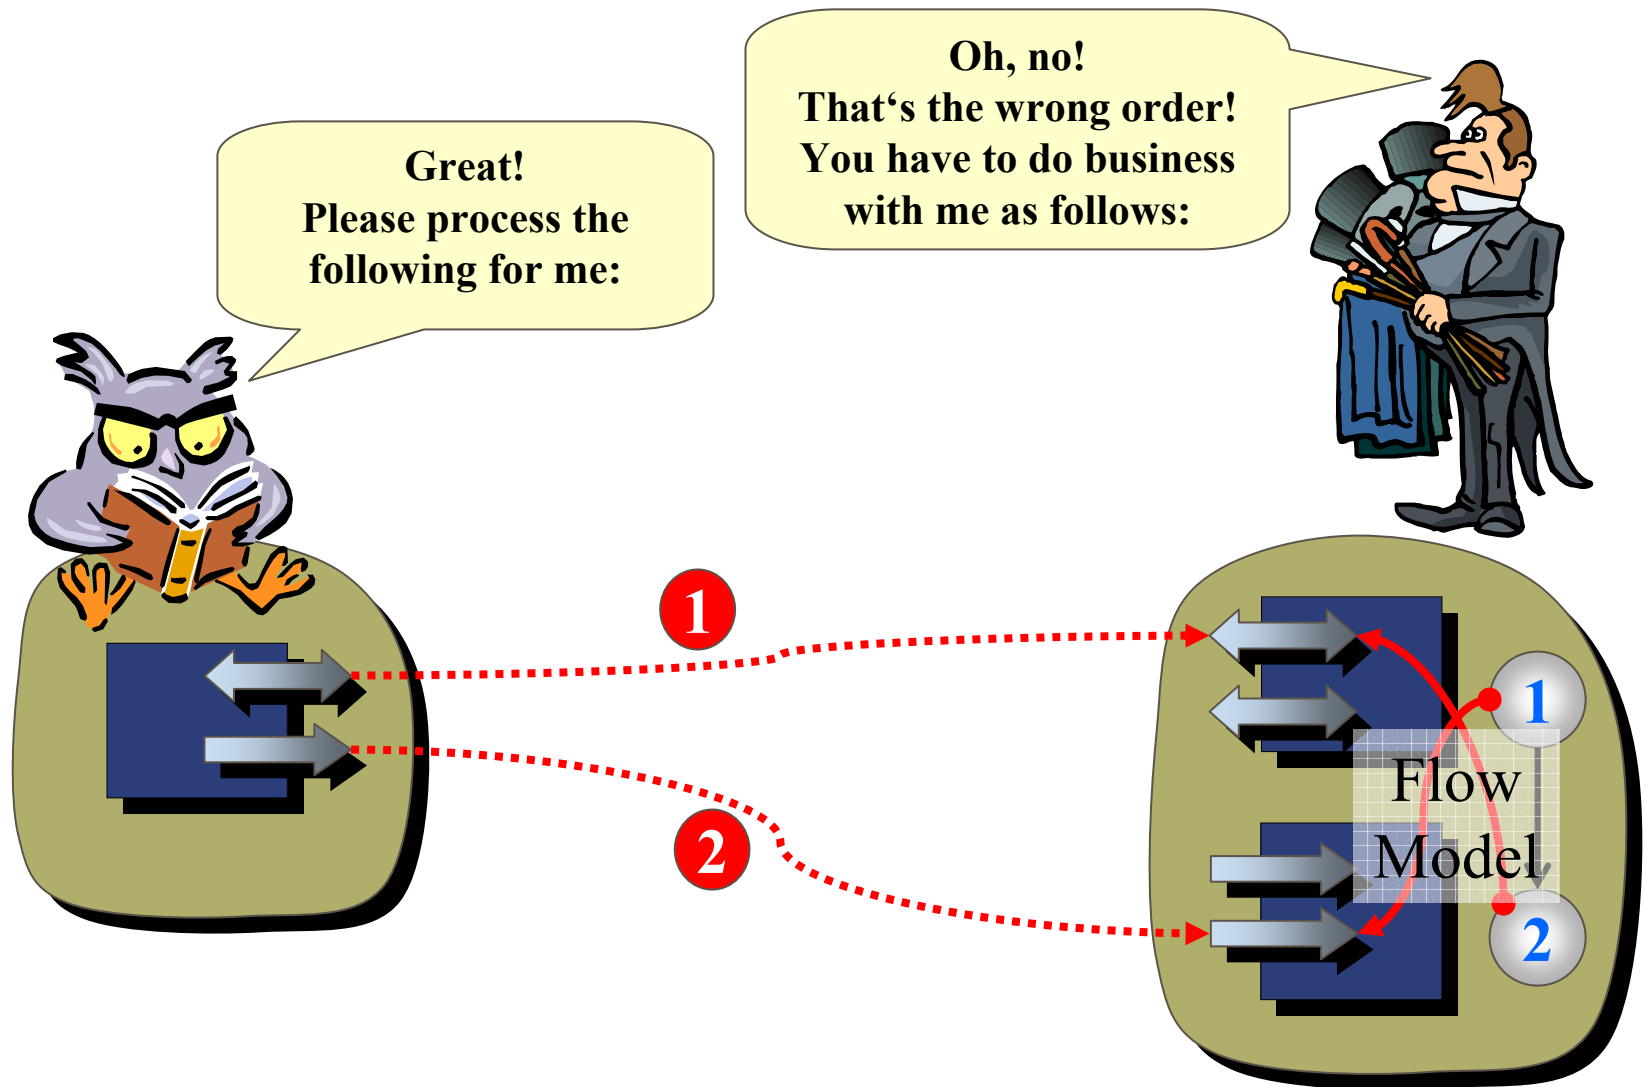 Oh, no!
That‘s the wrong order!
You have to do business
with me as follows:
Great!
Please process the
following for me:
1
2
1
Flow
Model
2